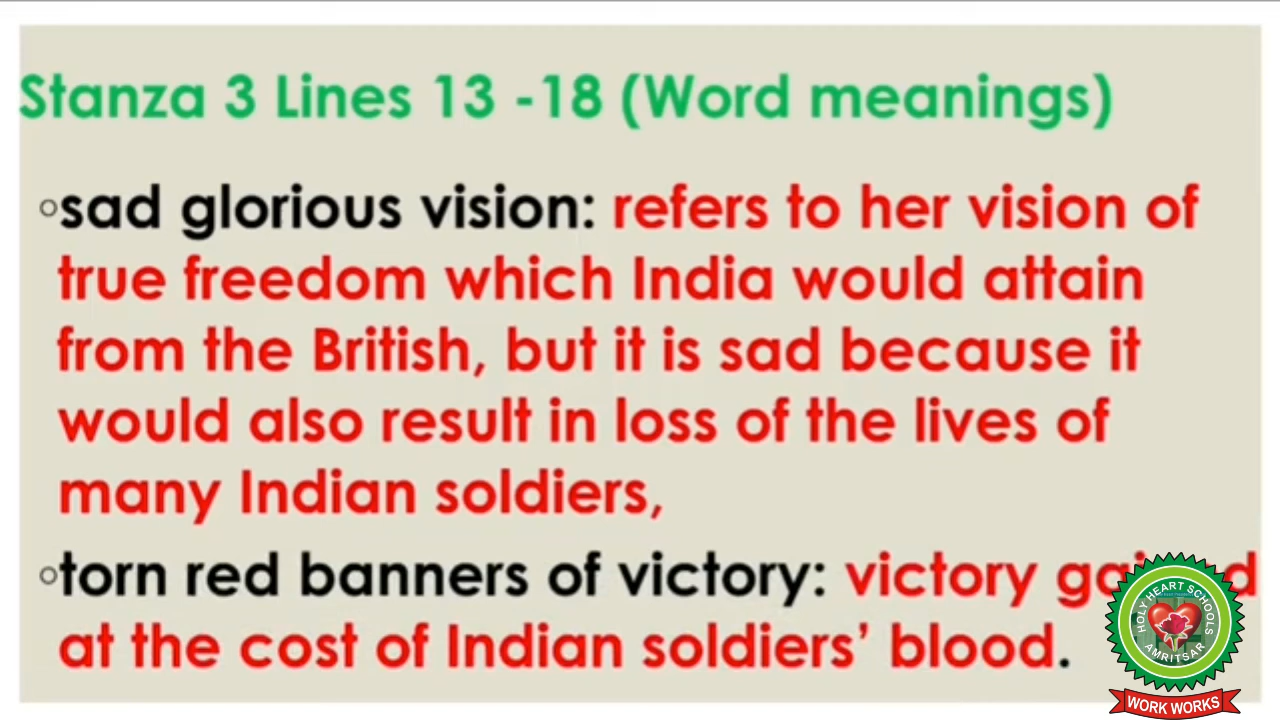 Stanza 3 Lines 13 -18 (Word meanings)
◦sad glorious vision: refers to her vision of
true freedom which India would attain
from the British, but it is sad because it
would also result in loss of the lives of
many Indian soldiers,
◦torn red banners of victory: victory
at the cost of Indian soldiers’ blood.
HOLY HEART SCHOOLS
AMRITSAR
WORK WORKS